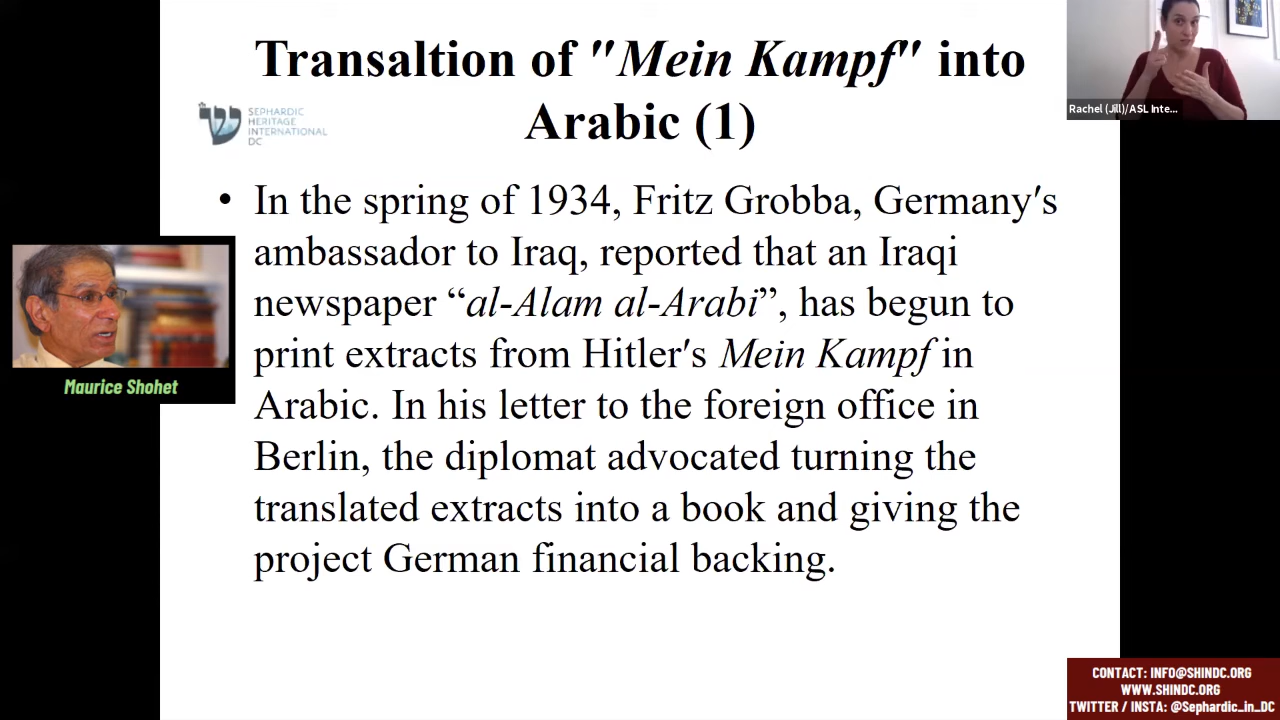 Transaltion of "Mein Kampf" into
Arabic (1)
SEPHARDIC
HERITAGE
INTERNATIONAL
DC
• In the spring of 1934, Fritz Grobba, Germany's
ambassador to Iraq, reported that an Iraqi
newspaper “al-Alam al-Arabi”, has begun to
print extracts from Hitler's Mein Kampf in
Arabic. In his letter to the foreign office in
Berlin, the diplomat advocated turning the
translated extracts into a book and giving the
project German financial backing.
Maurice Shohet
Rachel (Jill)/ASL Inte...
CONTACT: INFO@SHINDC.ORG
WWW.SHINDC.ORG
TWITTER / INSTA: @Sephardic_in_DC